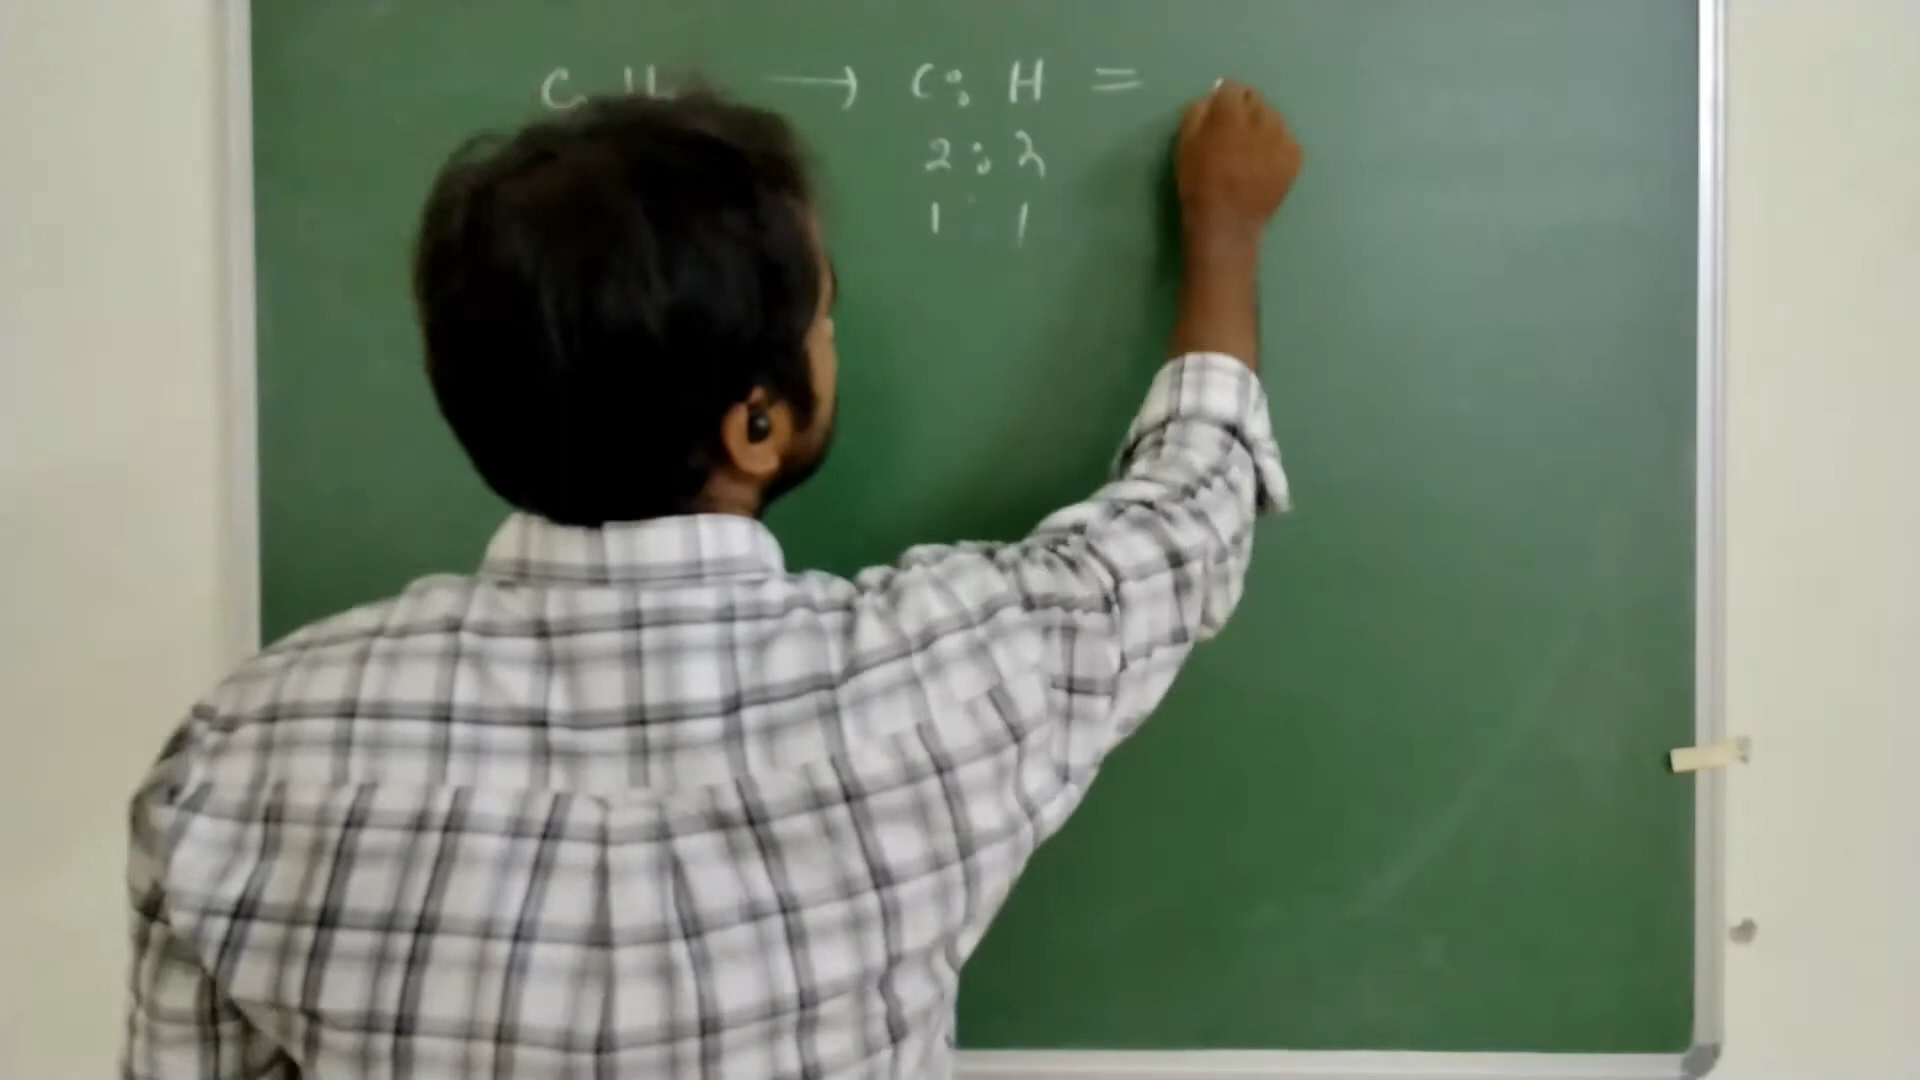 C H → C : H =
2 : 2
1 : 1